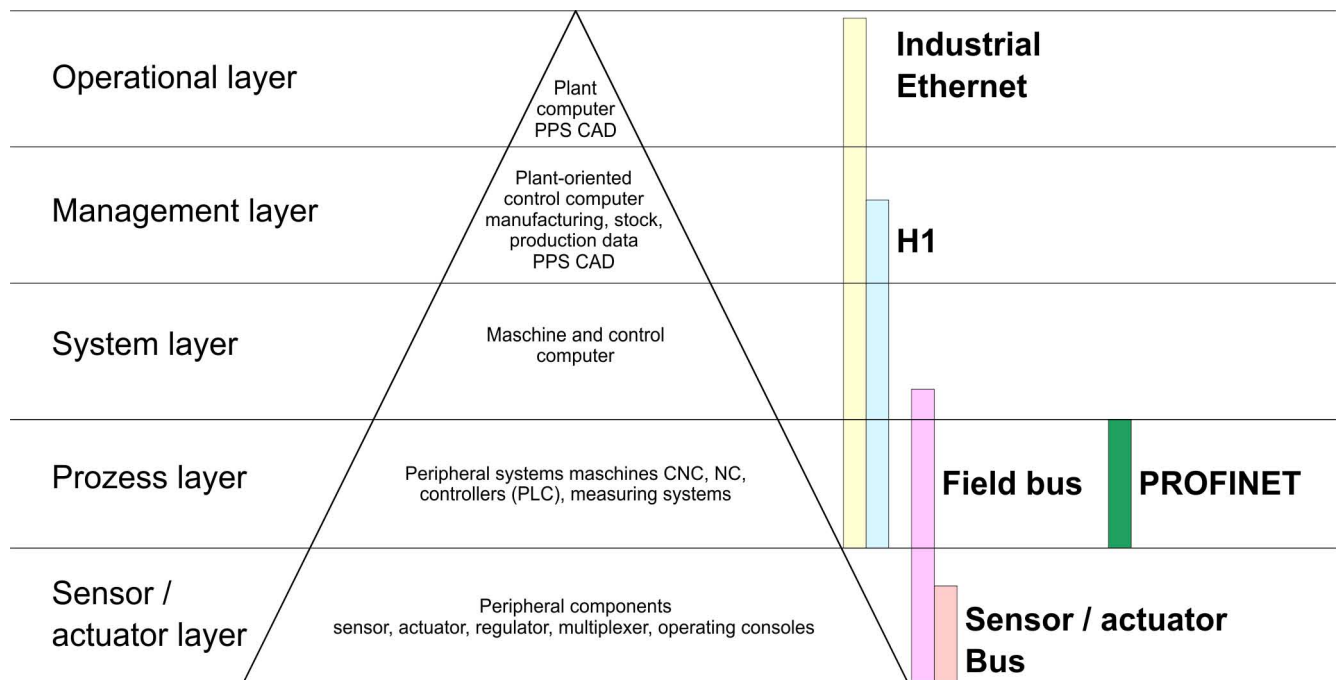 Operational layer
Plant
computer
PPS CAD
Industrial
Ethernet
Management layer
Plant-oriented
control computer
manufacturing, stock,
production data
PPS CAD
H1
System layer
Maschine and control
computer
Prozess layer
Peripheral systems maschines CNC, NC,
controllers (PLC), measuring systems
Field bus
PROFINET
Sensor /
actuator layer
Peripheral components
sensor, actuator, regulator, multiplexer, operating consoles
Sensor / actuator
Bus